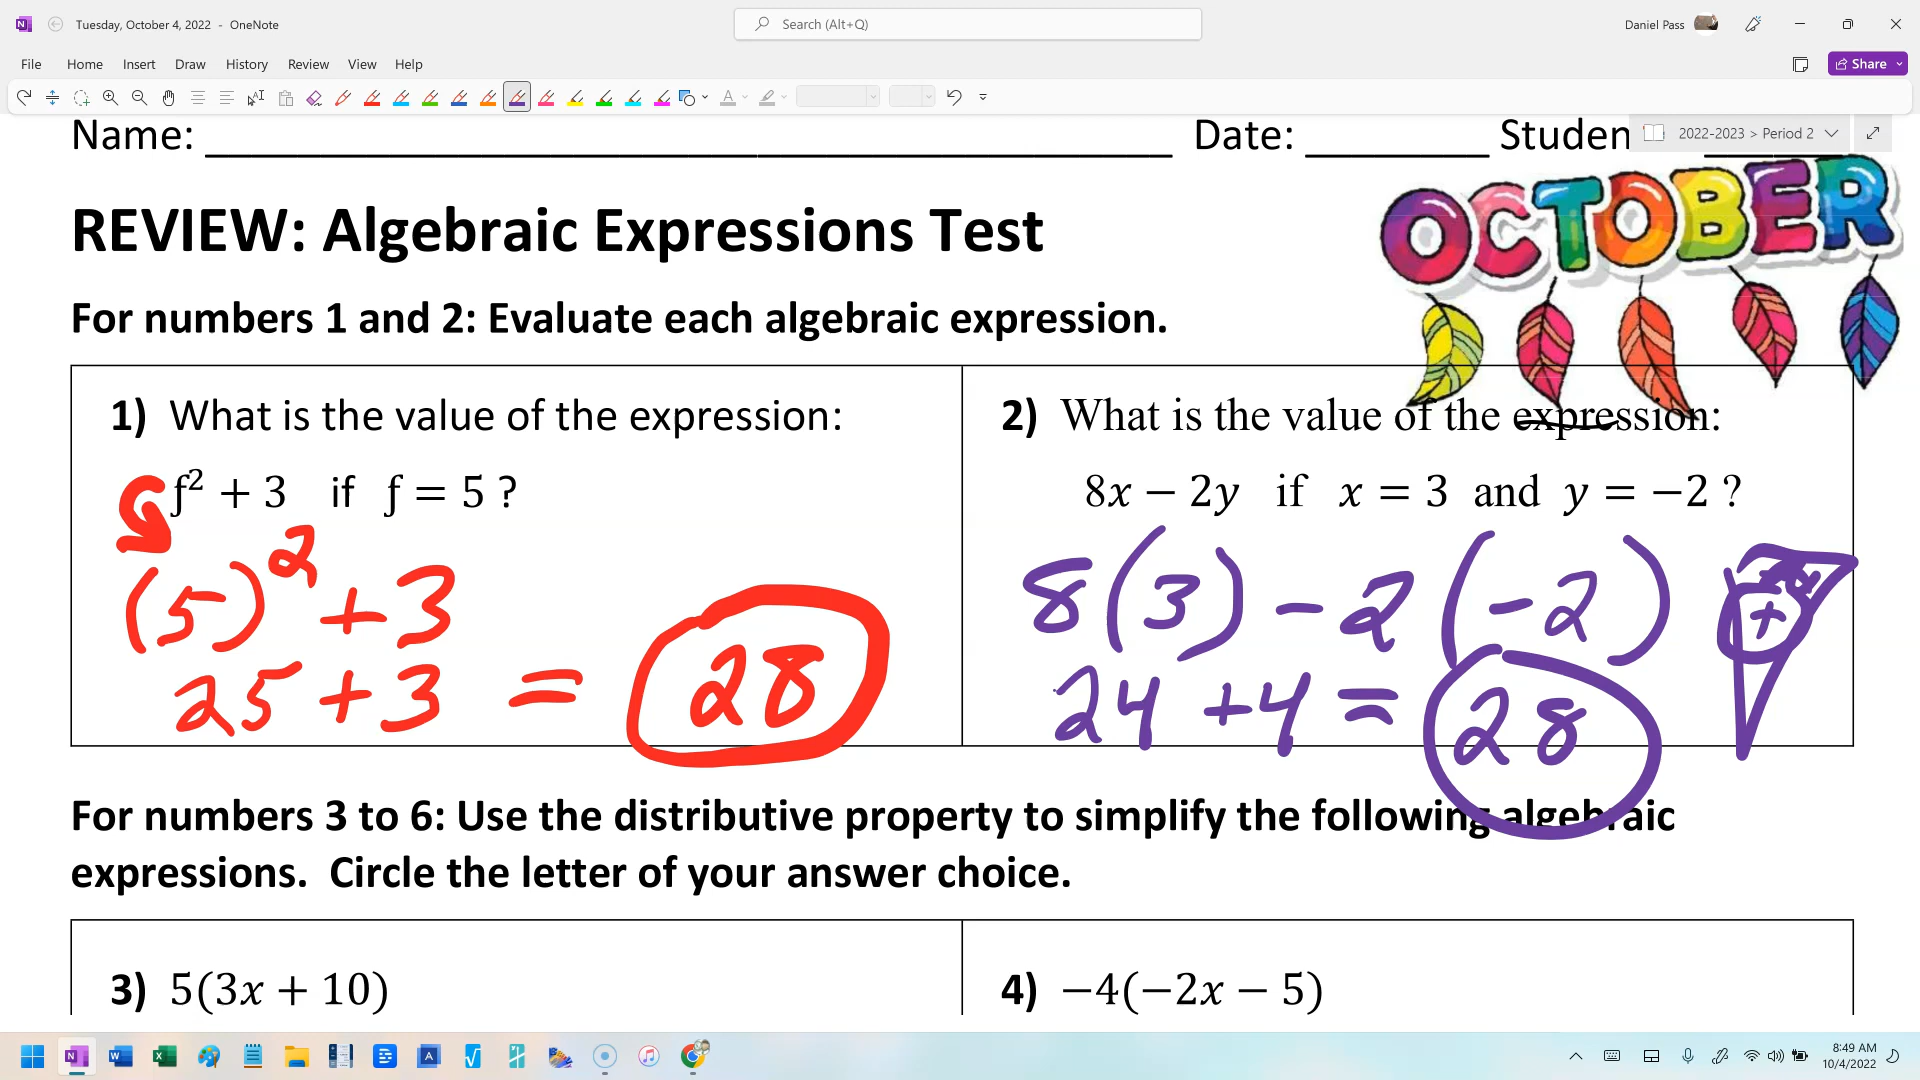 Tuesday, October 4, 2022 - OneNote
Search (Alt+Q)
Daniel Pass
File Home Insert Draw History Review View Help
Share
Name: Date: Studen
2022-2023 > Period 2
OCTOBER
REVIEW: Algebraic Expressions Test
For numbers 1 and 2: Evaluate each algebraic expression.
1) What is the value of the expression:
f² + 3 if f = 5 ?
(5)² + 3
25 + 3 = 28
2) What is the value of the expression:
8x − 2y if x = 3 and y = −2 ?
8(3) − 2(−2)
+
24 + 4 = 28
For numbers 3 to 6: Use the distributive property to simplify the following algebraic
expressions. Circle the letter of your answer choice.
3) 5(3x + 10)
4) −4(−2x − 5)
8:49 AM
10/4/2022